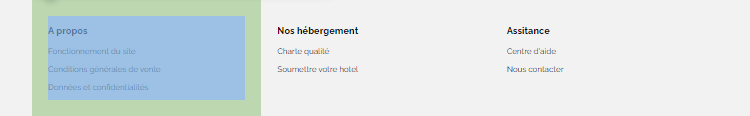 A propos
Fonctionnement du site
Conditions générales de vente
Données et confidentialités
Nos hébergement
Charte qualité
Soumettre votre hotel
Assitance
Centre d'aide
Nous contacter